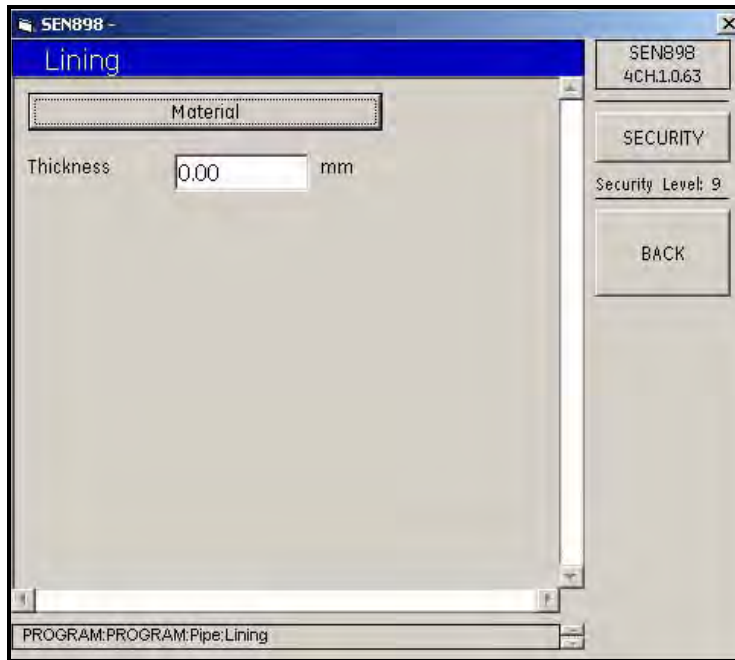 SEN898 -
Lining
Material
Thickness 0.00 mm
SEN898
4CH.1.0.63
SECURITY
Security Level: 9
BACK
PROGRAM:PROGRAM:Pipe:Lining